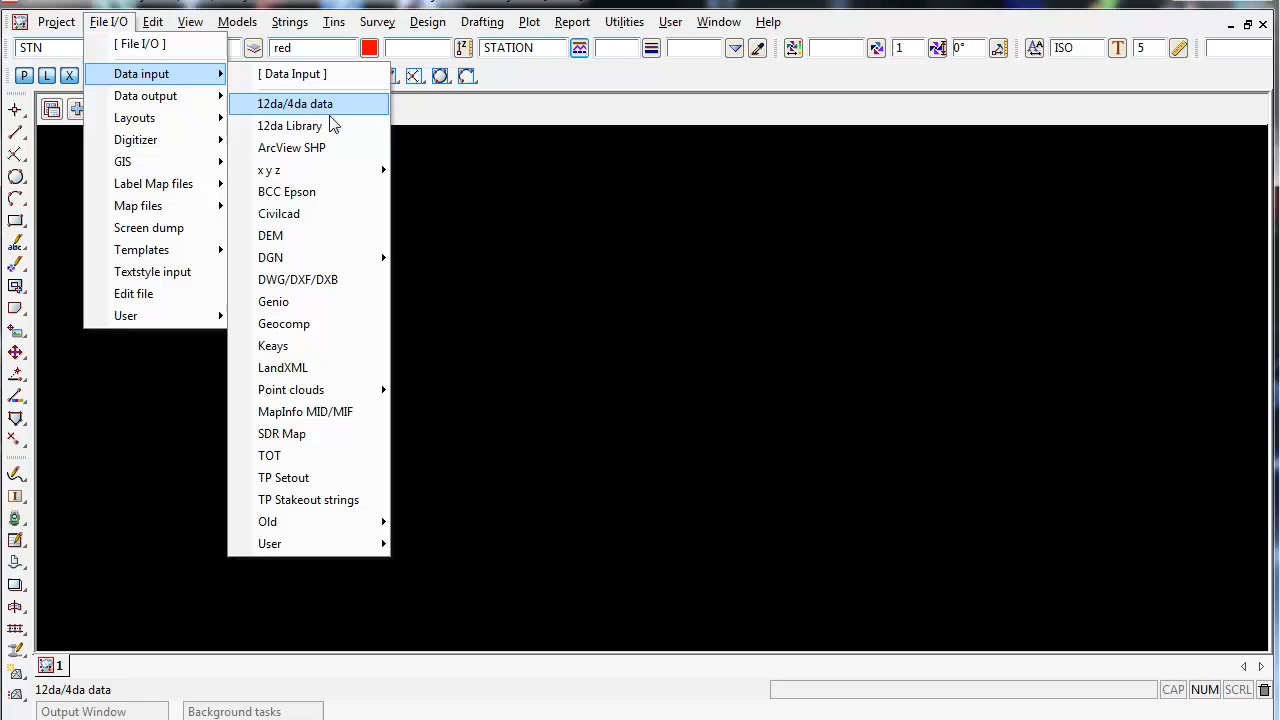 Project File I/O Edit View Models Strings Tins Survey Design Drafting Plot Report Utilities User Window Help
STN red STATION 1 0° ISO T 5
P L X
[ File I/O ]
Data input
Data output
Layouts
Digitizer
GIS
Label Map files
Map files
Screen dump
Templates
Textstyle input
Edit file
User
[ Data Input ]
12da/4da data
12da Library
ArcView SHP
x y z
BCC Epson
Civilcad
DEM
DGN
DWG/DXF/DXB
Genio
Geocomp
Keays
LandXML
Point clouds
MapInfo MID/MIF
SDR Map
TOT
TP Setout
TP Stakeout strings
Old
User
1
12da/4da data CAP NUM SCRL
Output Window Background tasks